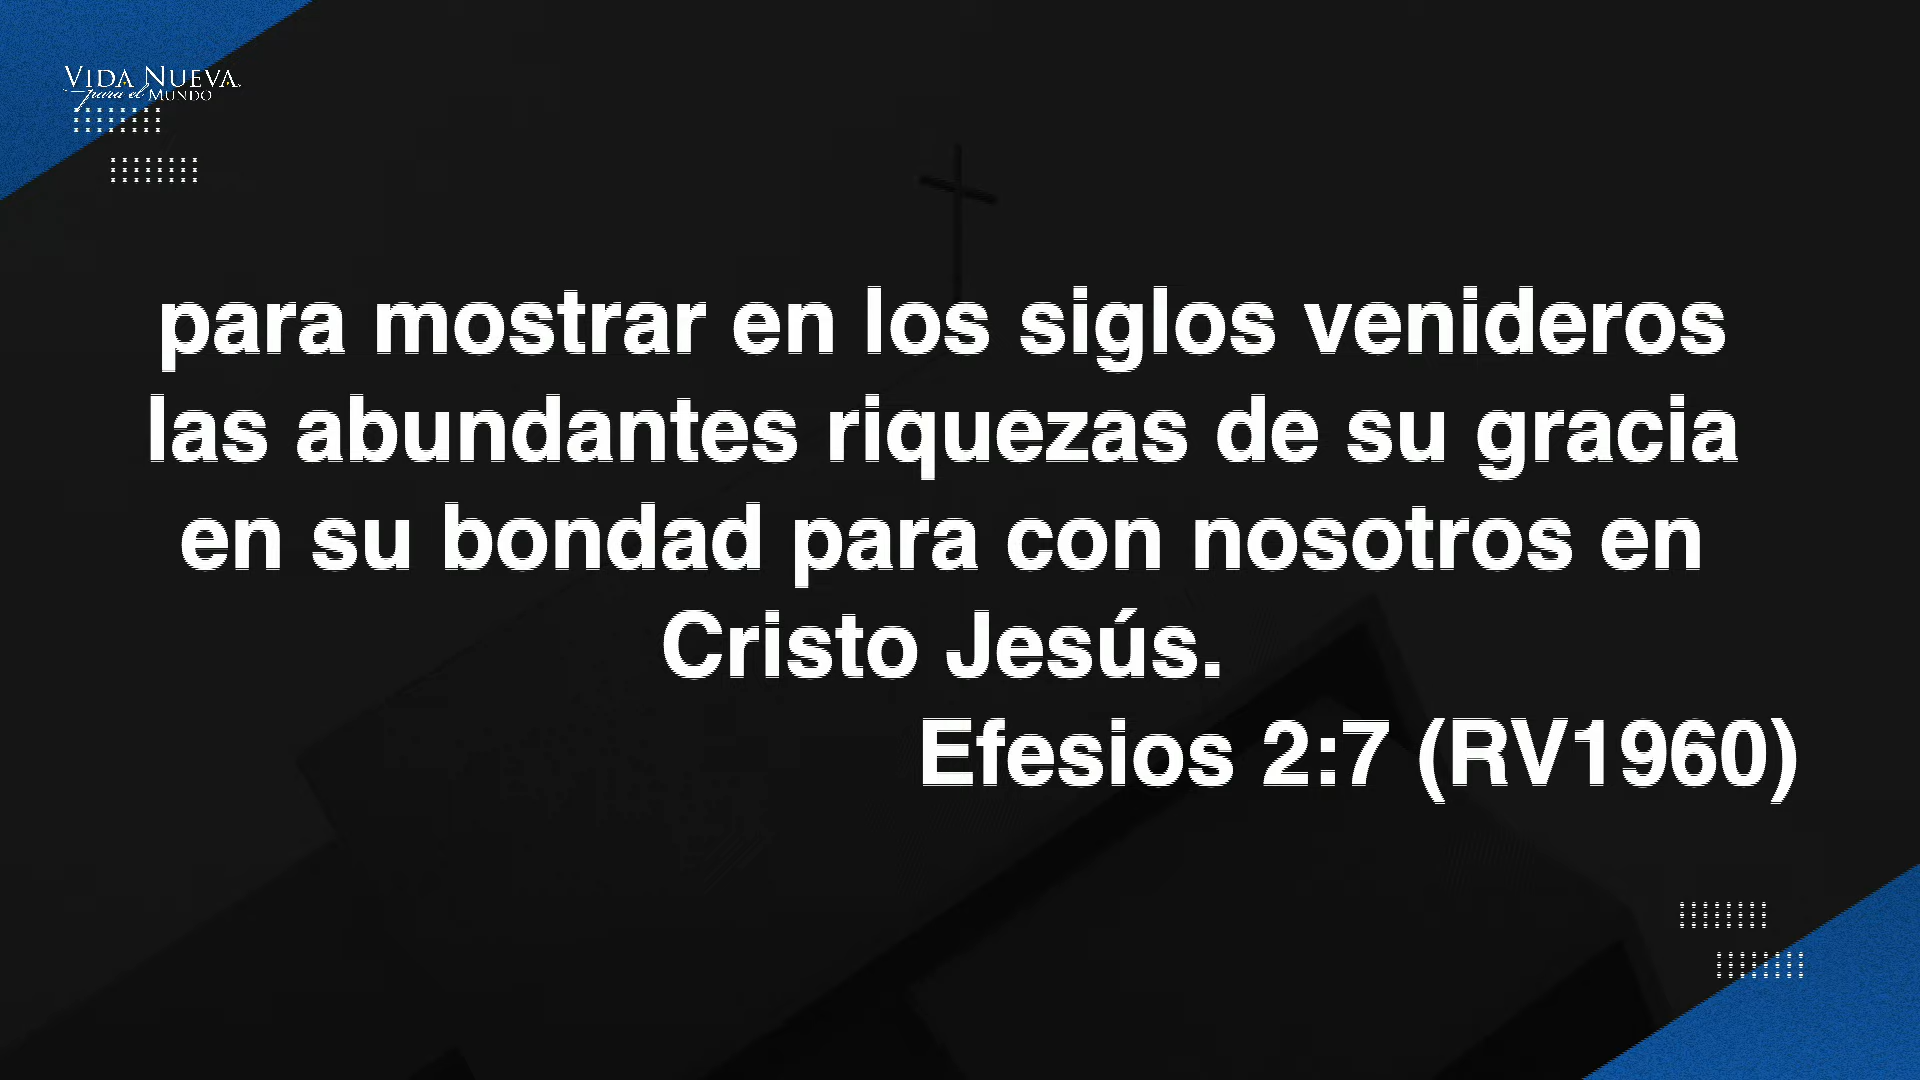 VIDA NUEVA
para el MUNDO
para mostrar en los siglos venideros
las abundantes riquezas de su gracia
en su bondad para con nosotros en
Cristo Jesús.
Efesios 2:7 (RV1960)